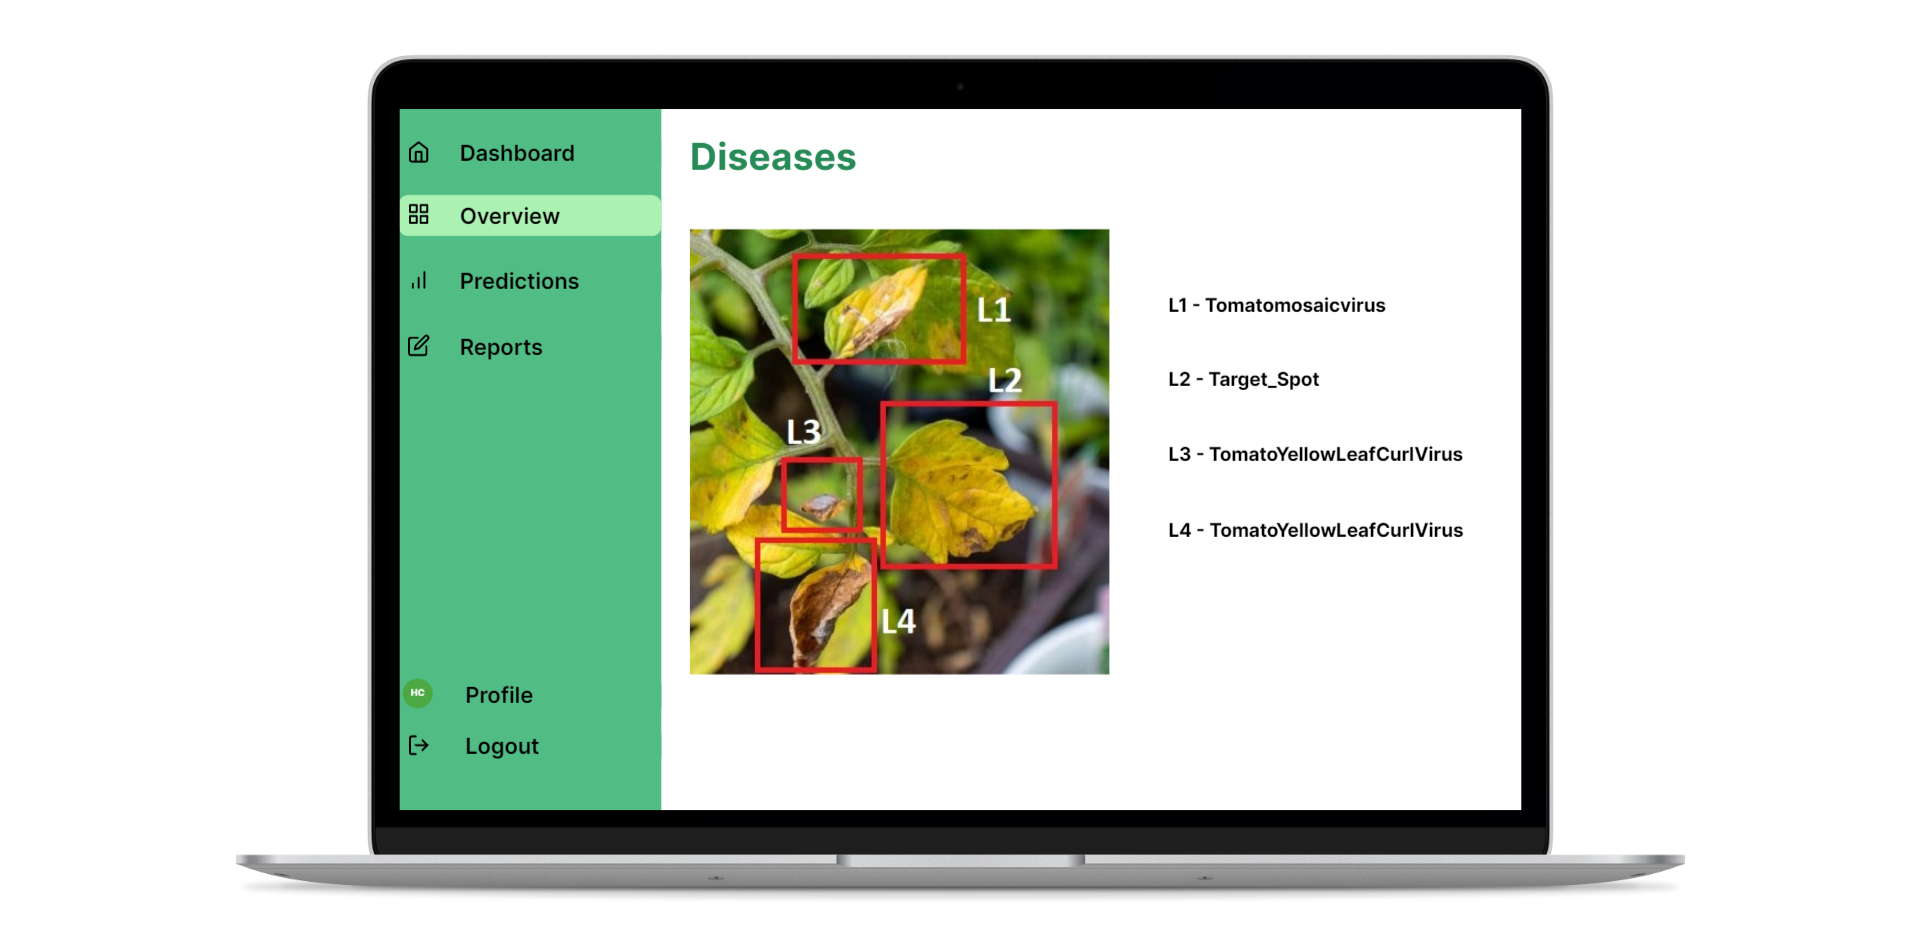 Dashboard
Overview
Predictions
Reports
HC
Profile
Logout
Diseases
L1
L2
L3
L4
L1 - Tomatomosaicvirus
L2 - Target_Spot
L3 - TomatoYellowLeafCurlVirus
L4 - TomatoYellowLeafCurlVirus